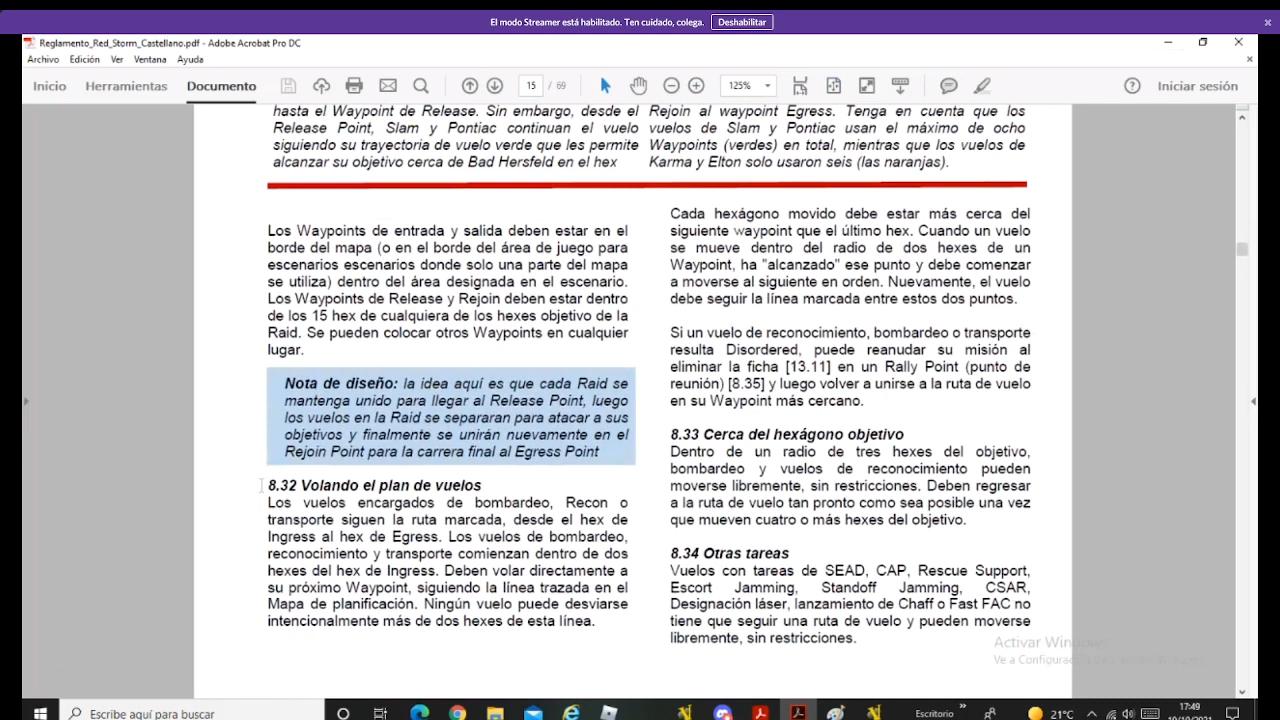 El modo Streamer está habilitado. Ten cuidado, colega. Deshabilitar
Reglamento_Red_Storm_Castellano.pdf - Adobe Acrobat Pro DC
Archivo Edición Ver Ventana Ayuda
Inicio Herramientas Documento 15 / 69 125% Iniciar sesión
hasta el Waypoint de Release. Sin embargo, desde el
Release Point, Slam y Pontiac continuan el vuelo
siguiendo su trayectoria de vuelo verde que les permite
alcanzar su objetivo cerca de Bad Hersfeld en el hex
Rejoin al waypoint Egress. Tenga en cuenta que los
vuelos de Slam y Pontiac usan el máximo de ocho
Waypoints (verdes) en total, mientras que los vuelos de
Karma y Elton solo usaron seis (las naranjas).
Los Waypoints de entrada y salida deben estar en el
borde del mapa (o en el borde del área de juego para
escenarios escenarios donde solo una parte del mapa
se utiliza) dentro del área designada en el escenario.
Los Waypoints de Release y Rejoin deben estar dentro
de los 15 hex de cualquiera de los hexes objetivo de la
Raid. Se pueden colocar otros Waypoints en cualquier
lugar.
Nota de diseño: la idea aquí es que cada Raid se
mantenga unido para llegar al Release Point, luego
los vuelos en la Raid se separaran para atacar a sus
objetivos y finalmente se unirán nuevamente en el
Rejoin Point para la carrera final al Egress Point
8.32 Volando el plan de vuelos
Los vuelos encargados de bombardeo, Recon o
transporte siguen la ruta marcada, desde el hex de
Ingress al hex de Egress. Los vuelos de bombardeo,
reconocimiento y transporte comienzan dentro de dos
hexes del hex de Ingress. Deben volar directamente a
su próximo Waypoint, siguiendo la línea trazada en el
Mapa de planificación. Ningún vuelo puede desviarse
intencionalmente más de dos hexes de esta línea.
Cada hexágono movido debe estar más cerca del
siguiente waypoint que el último hex. Cuando un vuelo
se mueve dentro del radio de dos hexes de un
Waypoint, ha "alcanzado" ese punto y debe comenzar
a moverse al siguiente en orden. Nuevamente, el vuelo
debe seguir la línea marcada entre estos dos puntos.
Si un vuelo de reconocimiento, bombardeo o transporte
resulta Disordered, puede reanudar su misión al
eliminar la ficha [13.11] en un Rally Point (punto de
reunión) [8.35] y luego volver a unirse a la ruta de vuelo
en su Waypoint más cercano.
8.33 Cerca del hexágono objetivo
Dentro de un radio de tres hexes del objetivo,
bombardeo y vuelos de reconocimiento pueden
moverse libremente, sin restricciones. Deben regresar
a la ruta de vuelo tan pronto como sea posible una vez
que mueven cuatro o más hexes del objetivo.
8.34 Otras tareas
Vuelos con tareas de SEAD, CAP, Rescue Support,
Escort Jamming, Standoff Jamming, CSAR,
Designación láser, lanzamiento de Chaff o Fast FAC no
tiene que seguir una ruta de vuelo y pueden moverse
libremente, sin restricciones.
Activar Windows
Ve a Configuración
Escribe aquí para buscar
Escritorio
21°C
17:49